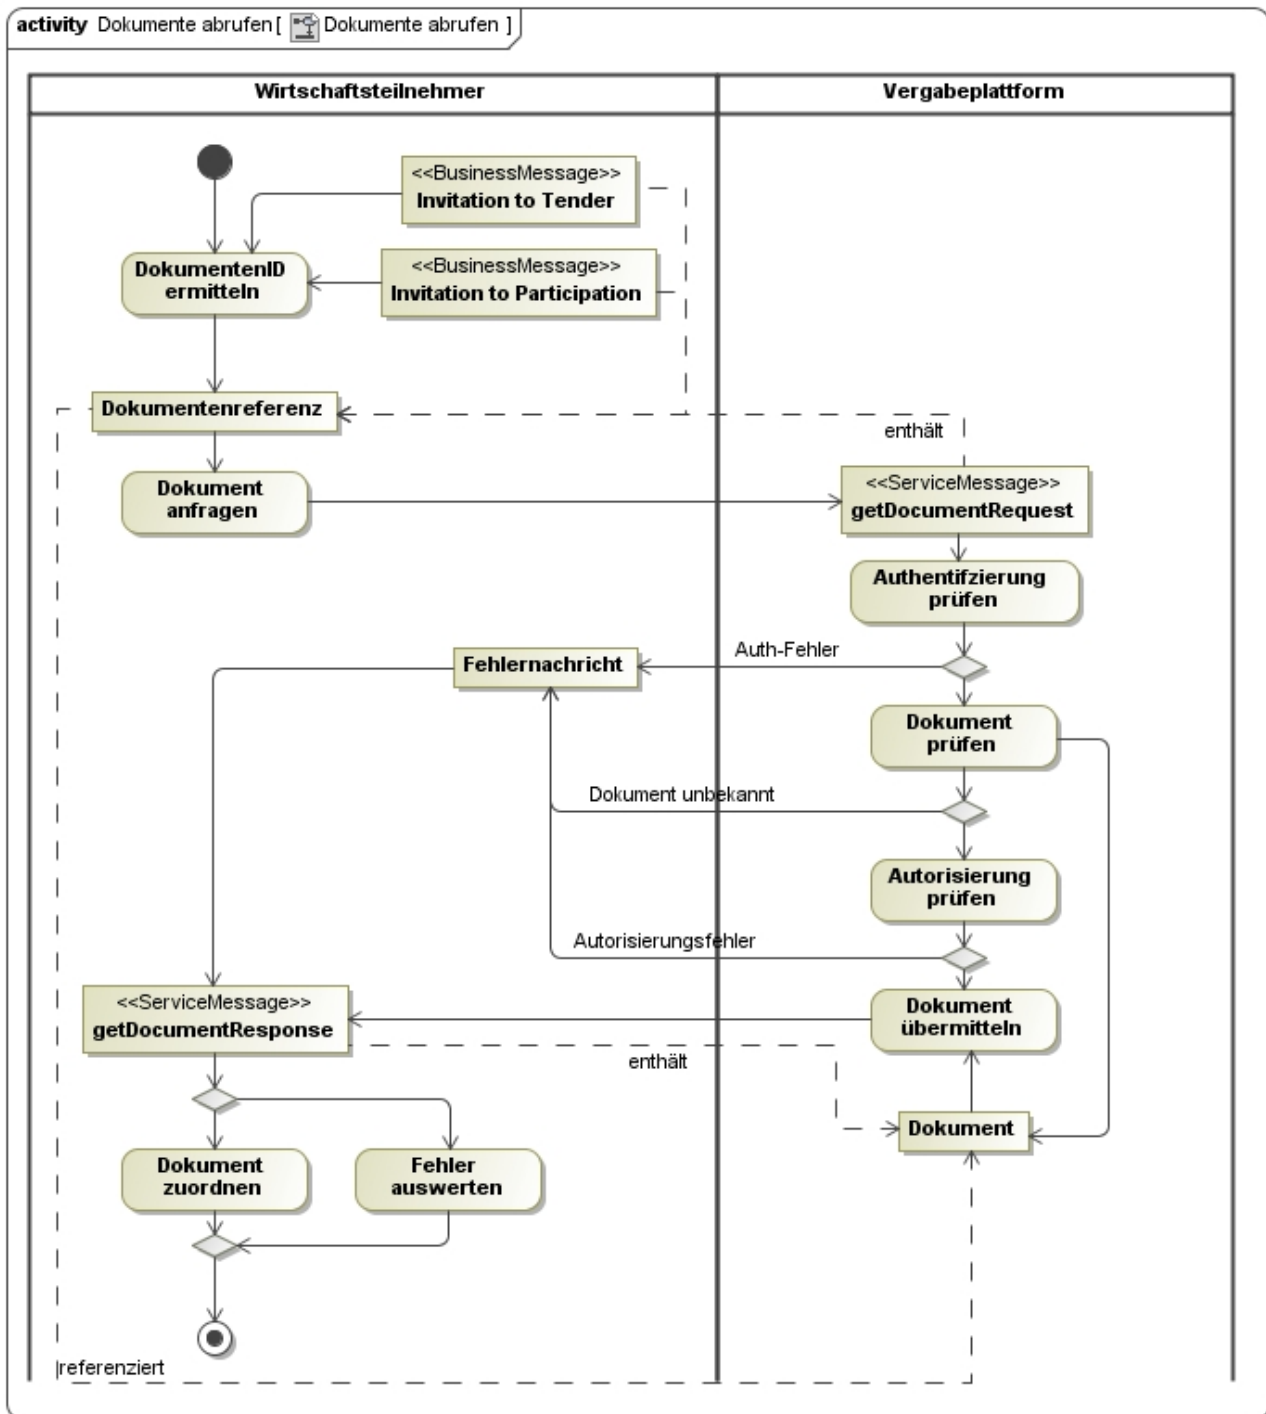 activity Dokumente abrufen [ Dokumente abrufen ]
Wirtschaftsteilnehmer
Vergabeplattform
<<BusinessMessage>>
Invitation to Tender
DokumentenID
ermitteln
<<BusinessMessage>>
Invitation to Participation
Dokumentenreferenz
enthält
Dokument
anfragen
<<ServiceMessage>>
getDocumentRequest
Authentifzierung
prüfen
Auth-Fehler
Fehlernachricht
Dokument
prüfen
Dokument unbekannt
Autorisierung
prüfen
Autorisierungsfehler
<<ServiceMessage>>
getDocumentResponse
Dokument
übermitteln
enthält
Dokument
Dokument
zuordnen
Fehler
auswerten
referenziert